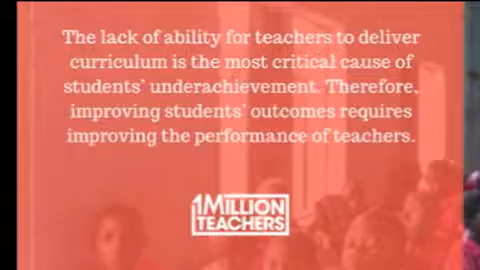 The lack of ability for teachers to deliver
curriculum is the most critical cause of
students' underachievement. Therefore,
improving students' outcomes requires
improving the performance of teachers.
1MILLION
TEACHERS